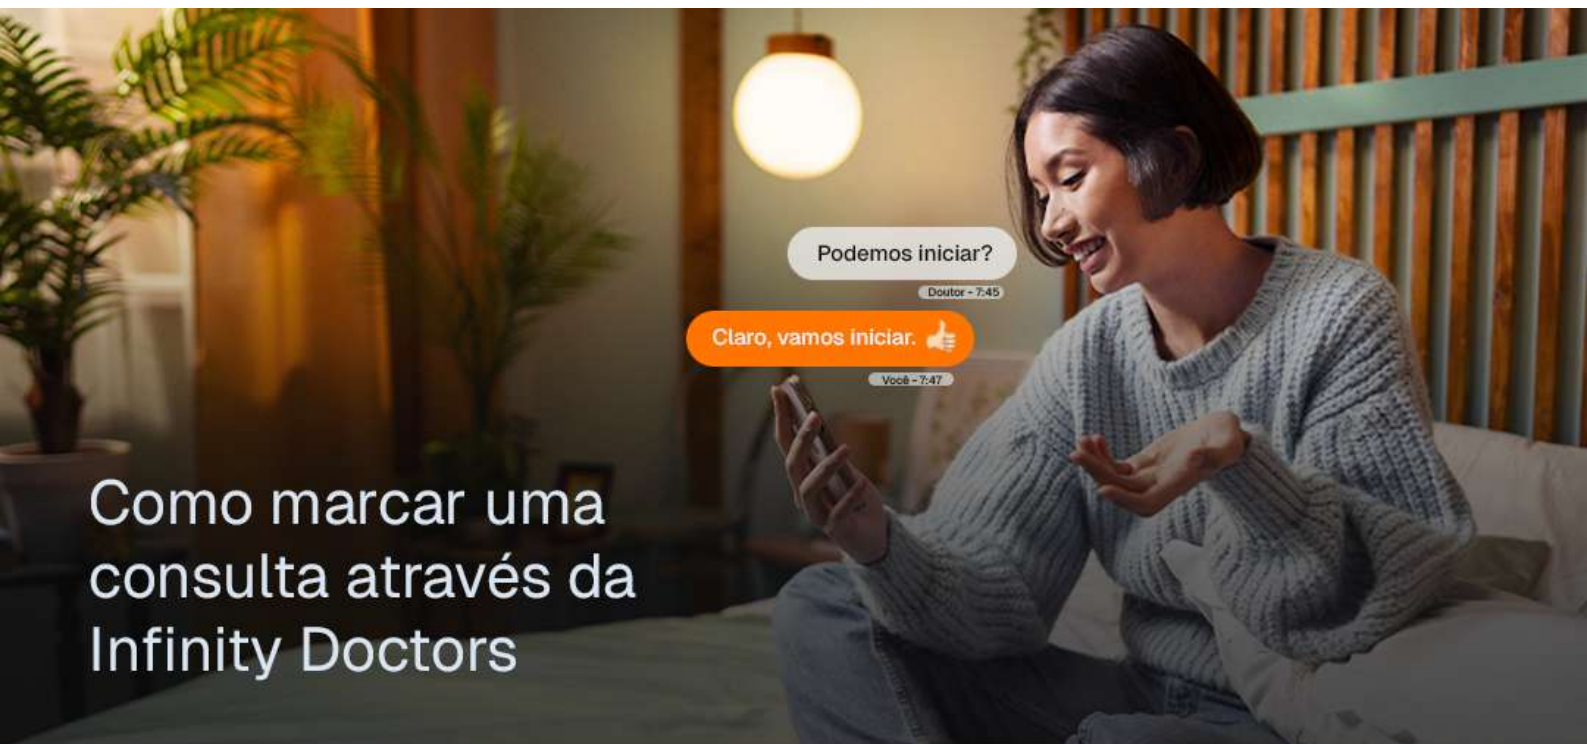 Podemos iniciar?
Doutor - 7:45
Claro, vamos iniciar. 👍
Você - 7:47
Como marcar uma
consulta através da
Infinity Doctors